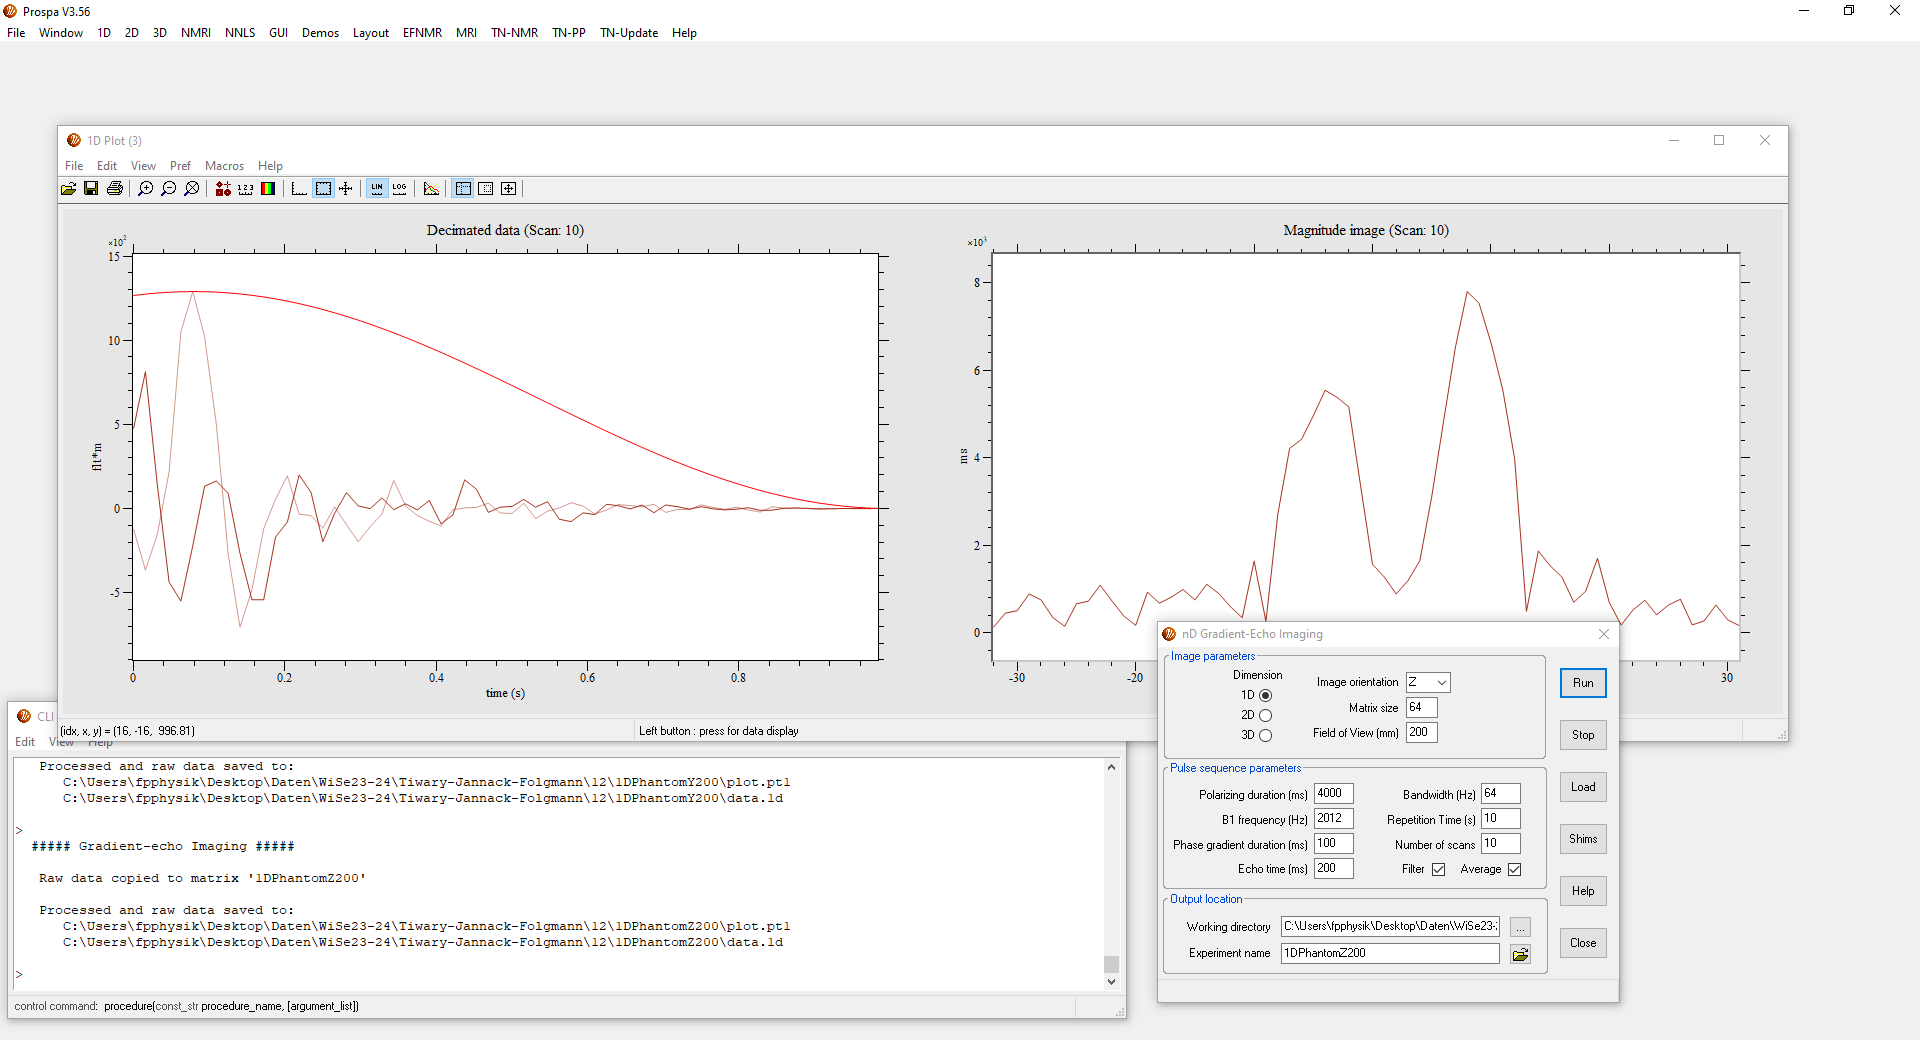 Prospa V3.56
File Window 1D 2D 3D NMRI NNLS GUI Demos Layout EFNMR MRI TN-NMR TN-PP TN-Update Help
1D Plot (3)
File Edit View Pref Macros Help
1 2 3 LIN LOG
Decimated data (Scan: 10)
×10²
15
10
5
0
-5
flt*m
0 0.2 0.4 0.6 0.8
time (s)
Magnitude image (Scan: 10)
×10³
8
6
4
2
0
ms
-30 -20 30
(idx, x, y) = (16, -16, 996.81)
Left button : press for data display
CLI
Edit View Help
Processed and raw data saved to:
C:\Users\fpphysik\Desktop\Daten\WiSe23-24\Tiwary-Jannack-Folgmann\12\1DPhantomY200\plot.pt1
C:\Users\fpphysik\Desktop\Daten\WiSe23-24\Tiwary-Jannack-Folgmann\12\1DPhantomY200\data.1d
>
##### Gradient-echo Imaging #####
Raw data copied to matrix '1DPhantomZ200'
Processed and raw data saved to:
C:\Users\fpphysik\Desktop\Daten\WiSe23-24\Tiwary-Jannack-Folgmann\12\1DPhantomZ200\plot.pt1
C:\Users\fpphysik\Desktop\Daten\WiSe23-24\Tiwary-Jannack-Folgmann\12\1DPhantomZ200\data.1d
>
control command: procedure(const_str procedure_name, [argument_list])
nD Gradient-Echo Imaging
Image parameters
Dimension
1D
2D
3D
Image orientation Z
Matrix size 64
Field of View (mm) 200
Pulse sequence parameters
Polarizing duration (ms) 4000
B1 frequency (Hz) 2012
Phase gradient duration (ms) 100
Echo time (ms) 200
Bandwidth (Hz) 64
Repetition Time (s) 10
Number of scans 10
Filter Average
Output location
Working directory C:\Users\fpphysik\Desktop\Daten\WiSe23-
...
Experiment name 1DPhantomZ200
Run
Stop
Load
Shims
Help
Close